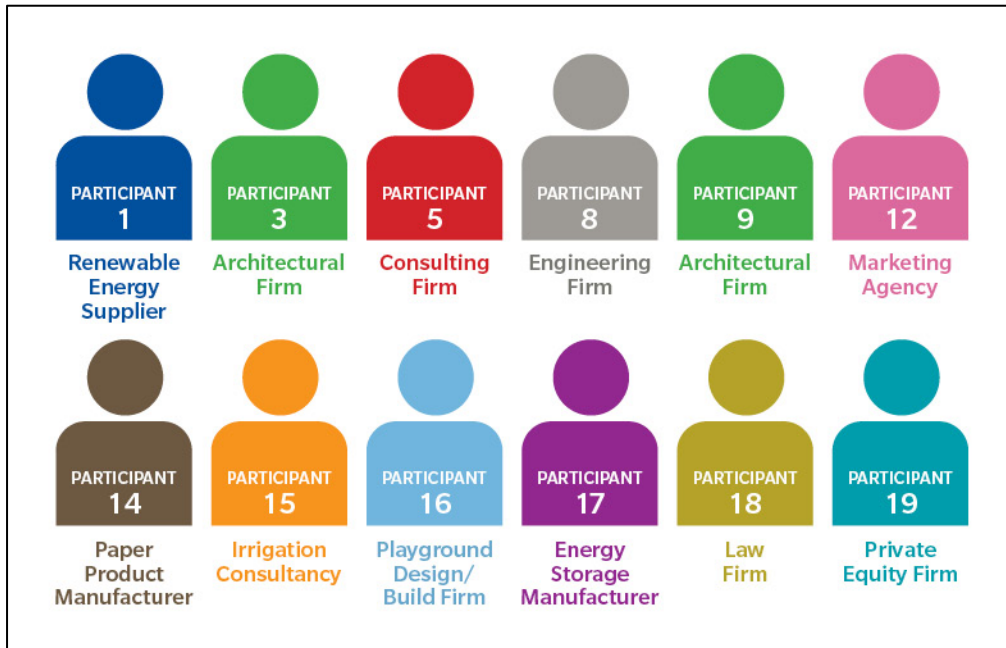 PARTICIPANT
1
Renewable
Energy
Supplier
PARTICIPANT
3
Architectural
Firm
PARTICIPANT
5
Consulting
Firm
PARTICIPANT
8
Engineering
Firm
PARTICIPANT
9
Architectural
Firm
PARTICIPANT
12
Marketing
Agency
PARTICIPANT
14
Paper
Product
Manufacturer
PARTICIPANT
15
Irrigation
Consultancy
PARTICIPANT
16
Playground
Design/
Build Firm
PARTICIPANT
17
Energy
Storage
Manufacturer
PARTICIPANT
18
Law
Firm
PARTICIPANT
19
Private
Equity Firm